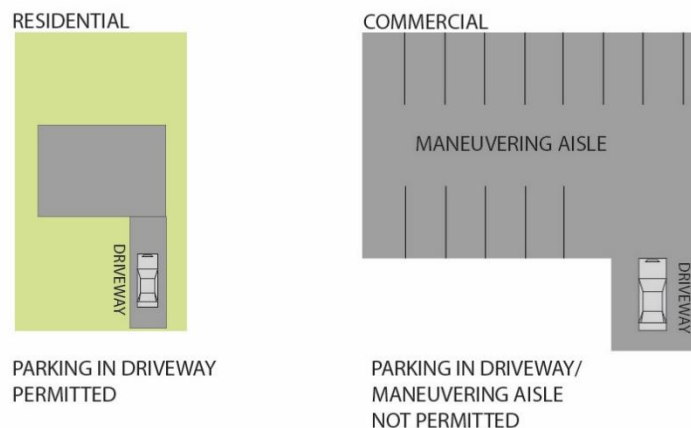 RESIDENTIAL
DRIVEWAY
PARKING IN DRIVEWAY
PERMITTED
COMMERCIAL
MANEUVERING AISLE
DRIVEWAY
PARKING IN DRIVEWAY/
MANEUVERING AISLE
NOT PERMITTED